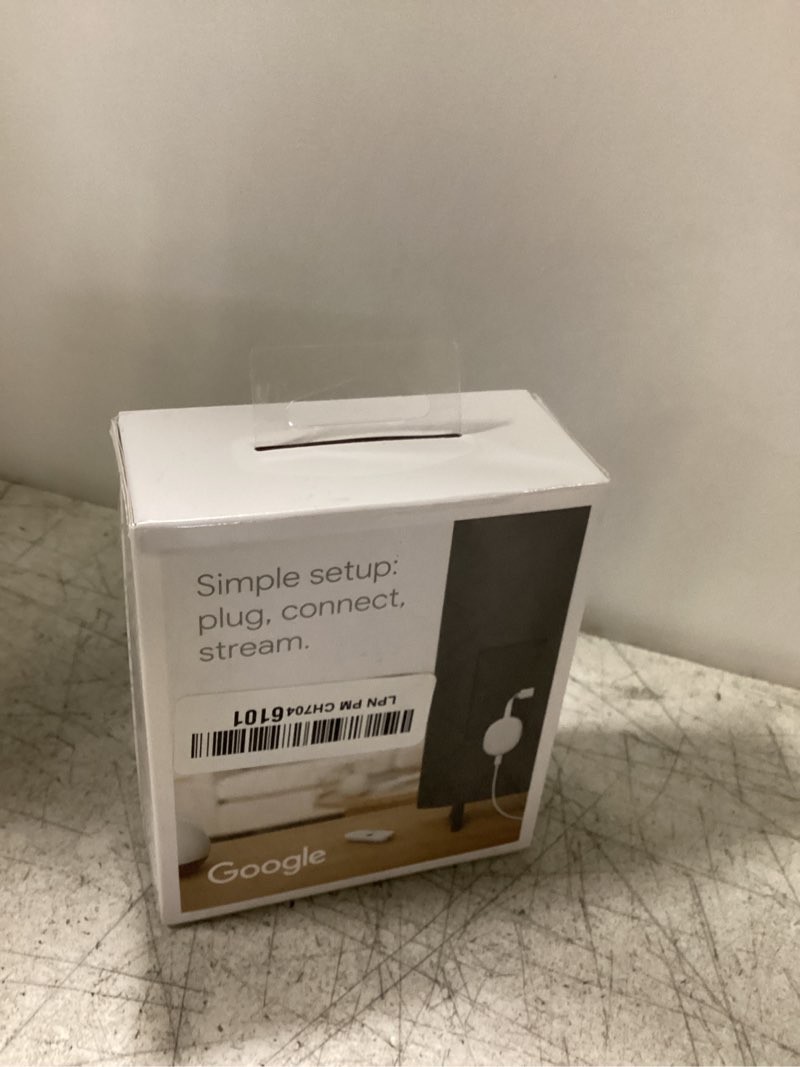 Simple setup:
plug, connect,
stream.
LPN PM CH7046101
Google